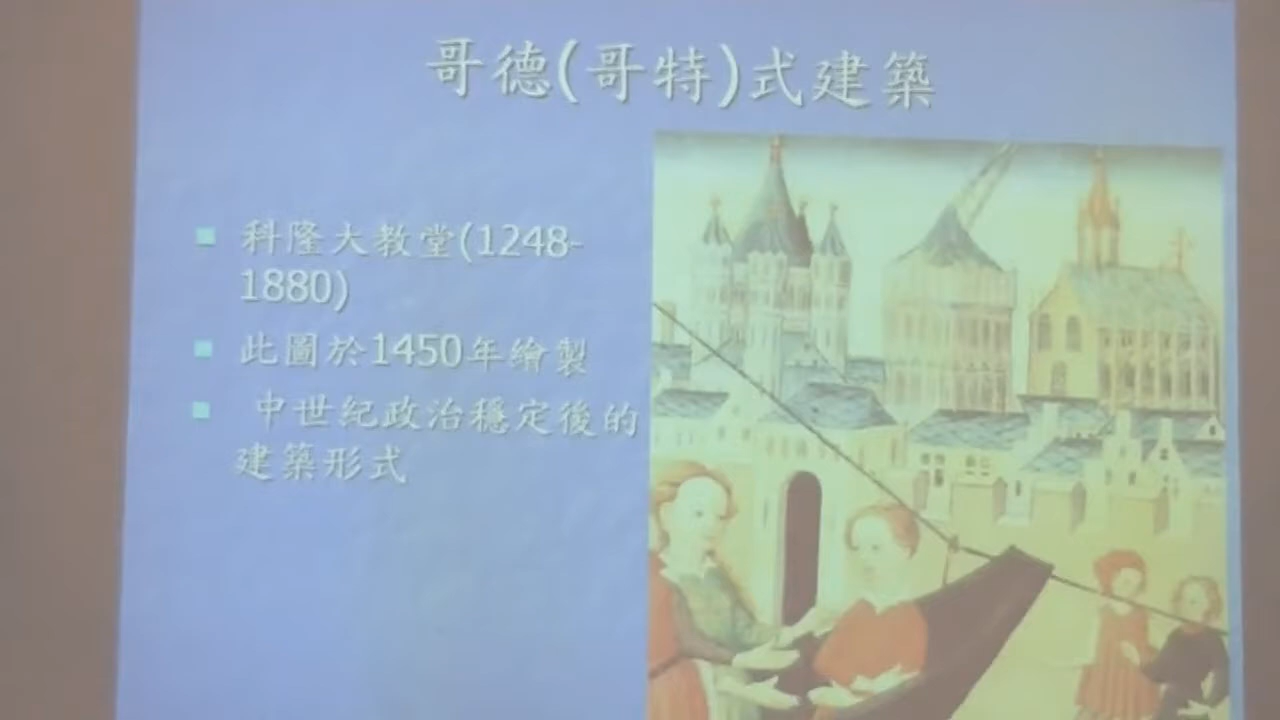 哥德(哥特)式建築
科隆大教堂(1248-
1880)
此圖於1450年繪製
中世紀政治穩定後的
建築形式